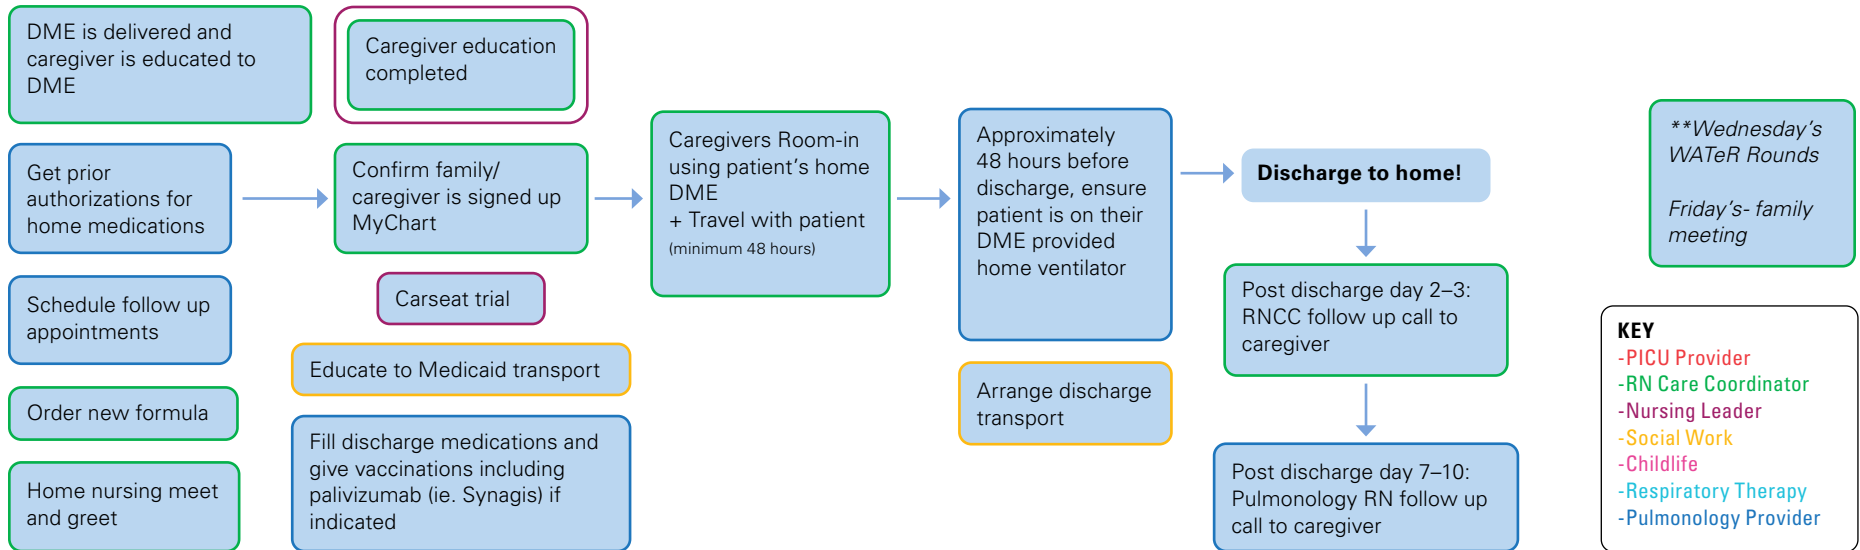 DME is delivered and
caregiver is educated to
DME
Get prior
authorizations for
home medications
Schedule follow up
appointments
Order new formula
Home nursing meet
and greet
Caregiver education
completed
Confirm family/
caregiver is signed up
MyChart
Carseat trial
Educate to Medicaid transport
Fill discharge medications and
give vaccinations including
palivizumab (ie. Synagis) if
indicated
Caregivers Room-in
using patient's home
DME
+ Travel with patient
(minimum 48 hours)
Approximately
48 hours before
discharge, ensure
patient is on their
DME provided
home ventilator
Arrange discharge
transport
Discharge to home!
Post discharge day 2–3:
RNCC follow up call to
caregiver
Post discharge day 7–10:
Pulmonology RN follow up
call to caregiver
**Wednesday's
WATeR Rounds
Friday's- family
meeting
KEY
-PICU Provider
-RN Care Coordinator
-Nursing Leader
-Social Work
-Childlife
-Respiratory Therapy
-Pulmonology Provider